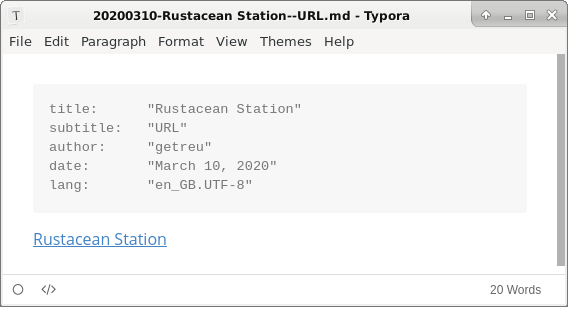 20200310-Rustacean Station--URL.md - Typora
File Edit Paragraph Format View Themes Help
title: "Rustacean Station"
subtitle: "URL"
author: "getreu"
date: "March 10, 2020"
lang: "en_GB.UTF-8"
Rustacean Station
</> 20 Words